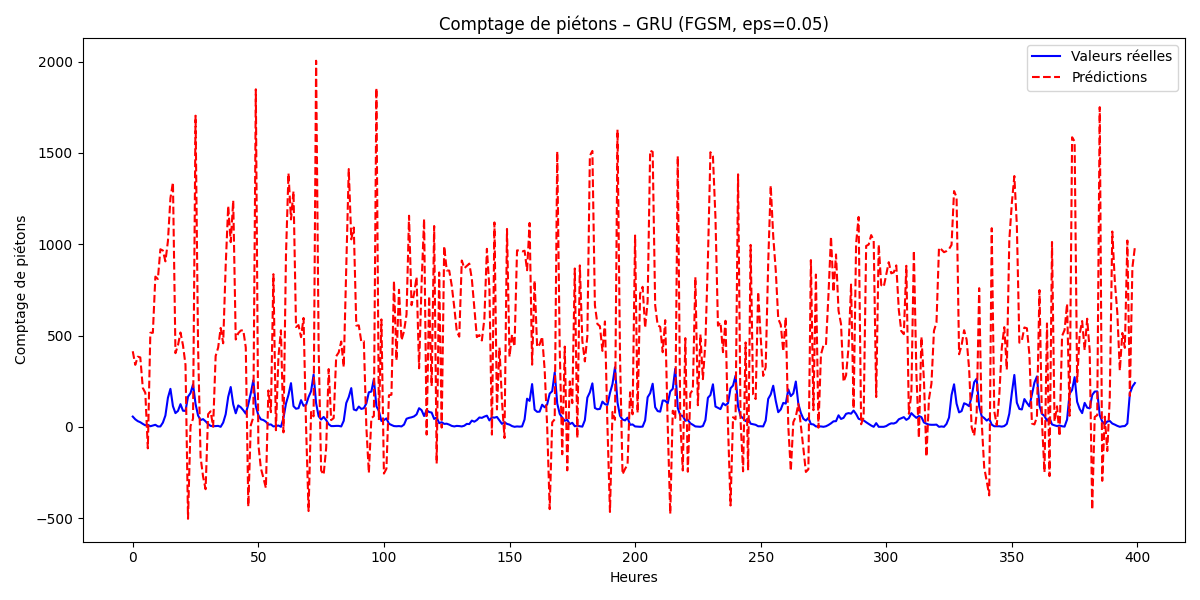 Comptage de piétons – GRU (FGSM, eps=0.05)
Valeurs réelles
Prédictions
Comptage de piétons
2000
1500
1000
500
0
−500
0 50 100 150 200 250 300 350 400
Heures